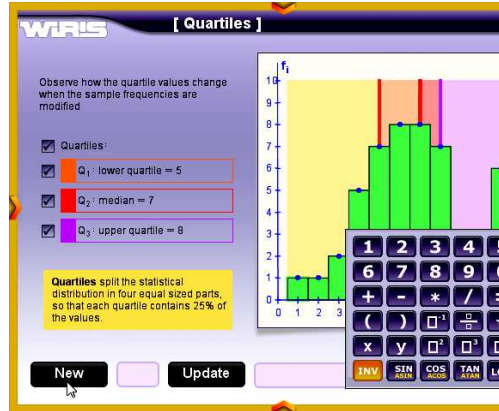 WIRIS
[ Quartiles ]
Observe how the quartile values change
when the sample frequencies are
modified
Quartiles:
Q1: lower quartile = 5
Q2: median = 7
Q3: upper quartile = 8
Quartiles split the statistical
distribution in four equal sized parts,
so that each quartile contains 25% of
the values.
New
Update
fi
10
9
8
7
6
5
4
3
2
1
0
0 1 2 3
1 2 3 4
6 7 8 9
+ - * /
( ) □-1 □/□
x y □2 □3
INV SIN COS TAN
ASIN ACOS ATAN